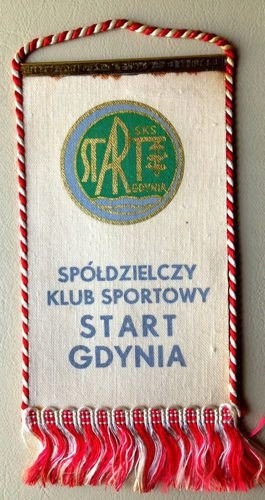 SKS
START
GDYNIA
SPÓŁDZIELCZY
KLUB SPORTOWY
START
GDYNIA